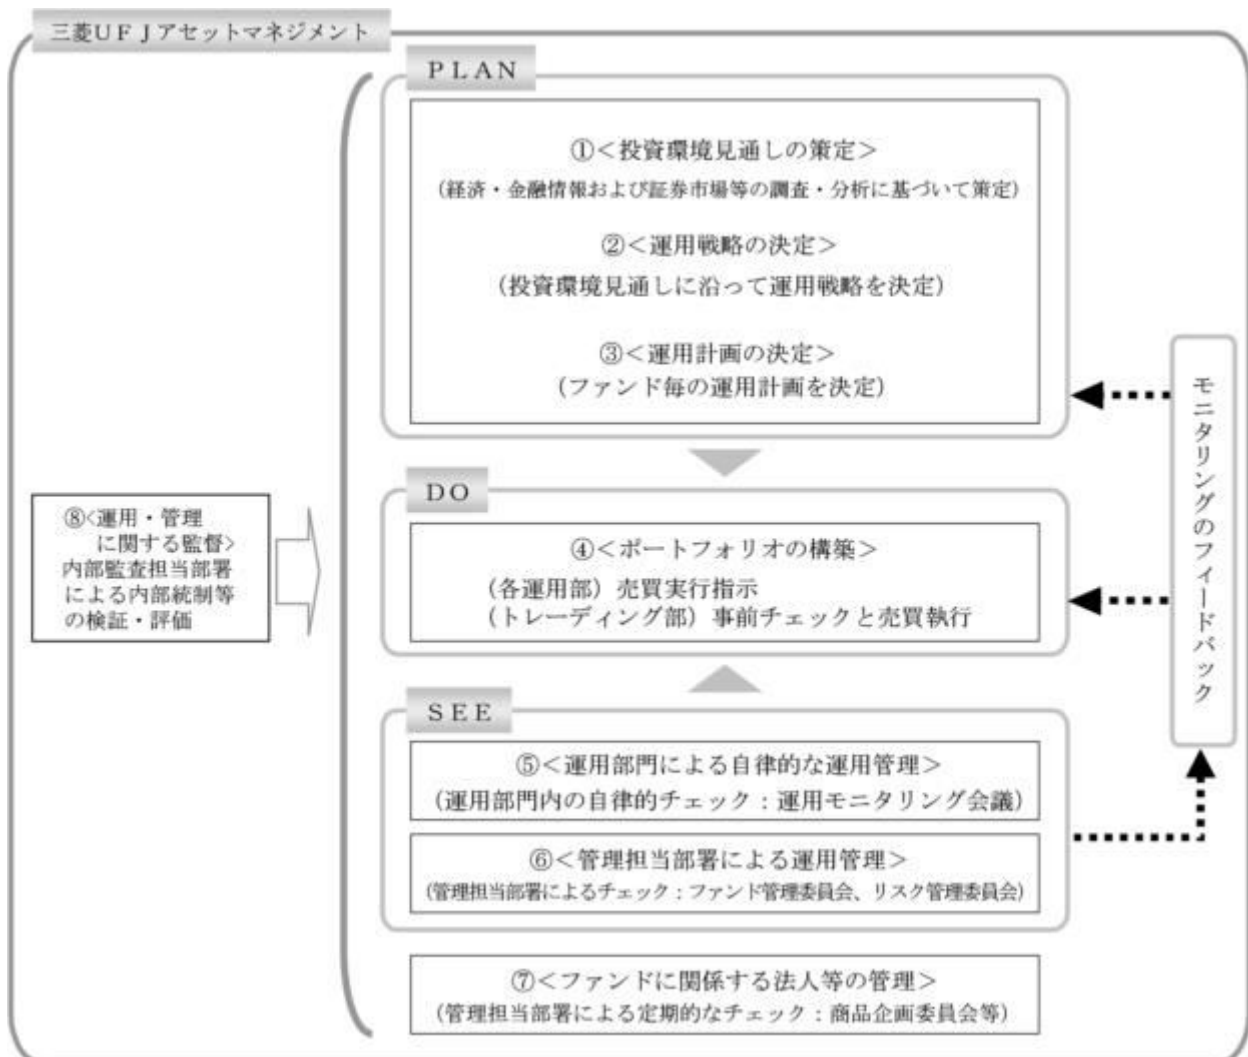 三菱ＵＦＪアセットマネジメント
ＰＬＡＮ
①＜投資環境見通しの策定＞
（経済・金融情報および証券市場等の調査・分析に基づいて策定）
②＜運用戦略の決定＞
（投資環境見通しに沿って運用戦略を決定）
③＜運用計画の決定＞
（ファンド毎の運用計画を決定）
ＤＯ
④＜ポートフォリオの構築＞
（各運用部）売買実行指示
（トレーディング部）事前チェックと売買執行
ＳＥＥ
⑤＜運用部門による自律的な運用管理＞
（運用部門内の自律的チェック：運用モニタリング会議）
⑥＜管理担当部署による運用管理＞
（管理担当部署によるチェック：ファンド管理委員会、リスク管理委員会）
⑦＜ファンドに関係する法人等の管理＞
（管理担当部署による定期的なチェック：商品企画委員会等）
⑧＜運用・管理
に関する監督＞
内部監査担当部署
による内部統制等
の検証・評価
モニタリングのフィードバック